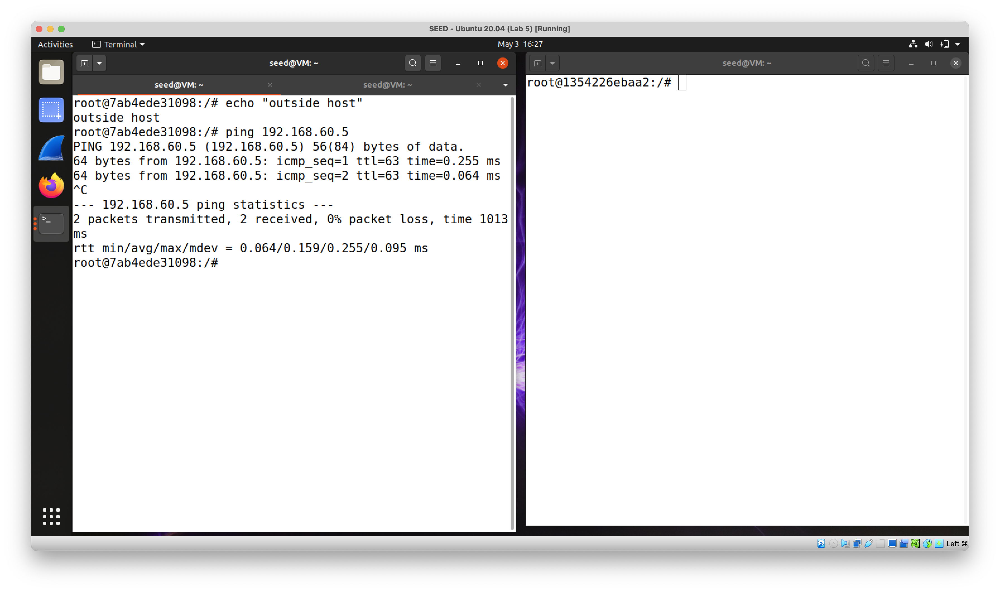 SEED - Ubuntu 20.04 (Lab 5) [Running]
Activities
Terminal
May 3 16:27
seed@VM: ~
seed@VM: ~
seed@VM: ~
root@7ab4ede31098:/# echo "outside host"
outside host
root@7ab4ede31098:/# ping 192.168.60.5
PING 192.168.60.5 (192.168.60.5) 56(84) bytes of data.
64 bytes from 192.168.60.5: icmp_seq=1 ttl=63 time=0.255 ms
64 bytes from 192.168.60.5: icmp_seq=2 ttl=63 time=0.064 ms
^C
--- 192.168.60.5 ping statistics ---
2 packets transmitted, 2 received, 0% packet loss, time 1013
ms
rtt min/avg/max/mdev = 0.064/0.159/0.255/0.095 ms
root@7ab4ede31098:/#
seed@VM: ~
root@1354226ebaa2:/#
Left ⌘